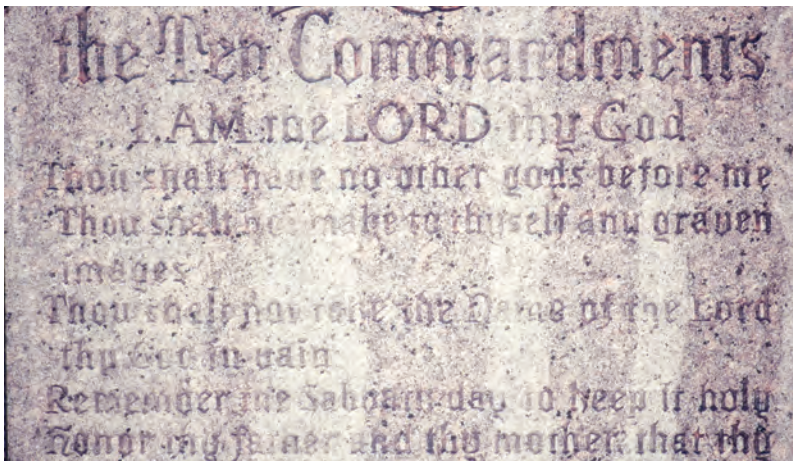 the Ten Commandments
I AM the LORD thy God
Thou shalt have no other gods before me
Thou shalt not make to thyself any graven
images
Thou shalt not take the Name of the Lord
thy God in vain
Remember the Sabbath day to keep it holy
Honor thy father and thy mother that thy